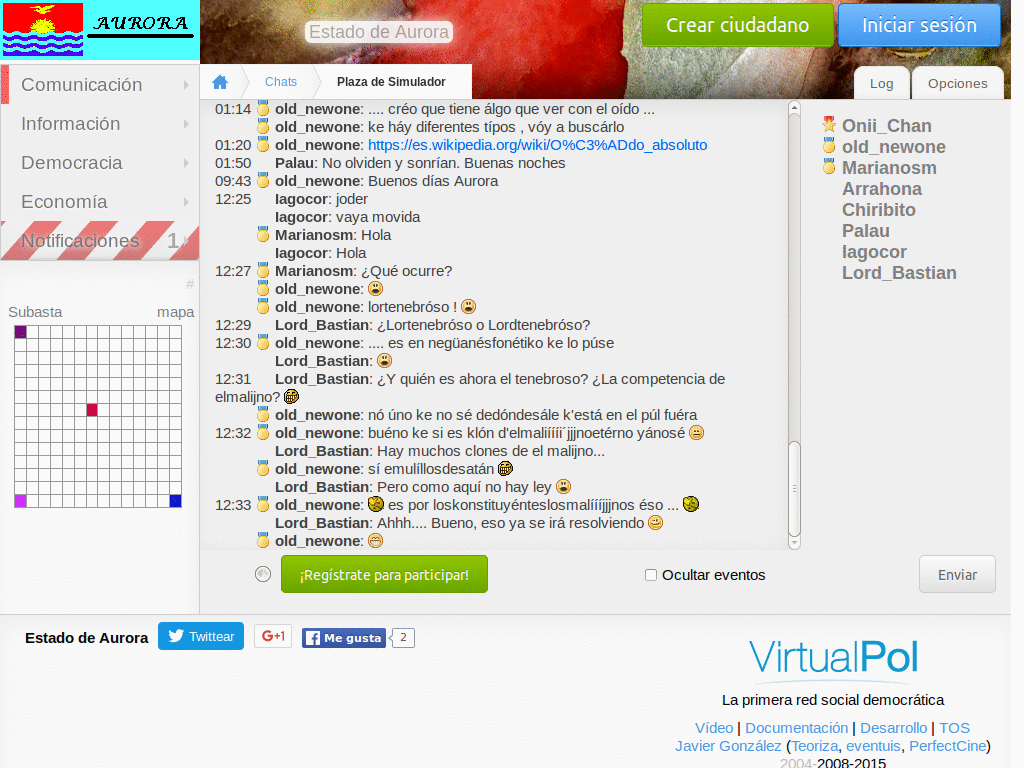 AURORA
Estado de Aurora
Crear ciudadano
Iniciar sesión
Comunicación
Información
Democracia
Economía
Notificaciones 1
Chats
Plaza de Simulador
Log
Opciones
#
Subasta mapa
01:14 old_newone: .... créo que tiene álgo que ver con el oído ...
old_newone: ke háy diferentes típos , vóy a buscárlo
01:20 old_newone: https://es.wikipedia.org/wiki/O%C3%ADdo_absoluto
01:50 Palau: No olviden y sonrían. Buenas noches
09:43 old_newone: Buenos días Aurora
12:25 Iagocor: joder
Iagocor: vaya movida
Marianosm: Hola
Iagocor: Hola
12:27 Marianosm: ¿Qué ocurre?
old_newone:
old_newone: lortenebróso !
12:29 Lord_Bastian: ¿Lortenebróso o Lordtenebróso?
12:30 old_newone: .... es en negüanésfonétiko ke lo púse
Lord_Bastian:
12:31 Lord_Bastian: ¿Y quién es ahora el tenebroso? ¿La competencia de
elmalijno?
old_newone: nó úno ke no sé dedóndesále k'está en el púl fuéra
12:32 old_newone: buéno ke si es klón d'elmaliíííí´jjjnoetérno yánosé
Lord_Bastian: Hay muchos clones de el malijno...
old_newone: sí emulíllosdesatán
Lord_Bastian: Pero como aquí no hay ley
12:33 old_newone: es por loskonstituyénteslosmalíííjjjnos éso ...
Lord_Bastian: Ahhh.... Bueno, eso ya se irá resolviendo
old_newone:
Onii_Chan
old_newone
Marianosm
Arrahona
Chiribito
Palau
Iagocor
Lord_Bastian
¡Regístrate para participar!
Ocultar eventos
Enviar
Estado de Aurora
Twittear
G+1
Me gusta 2
VirtualPol
La primera red social democrática
Vídeo | Documentación | Desarrollo | TOS
Javier González (Teoriza, eventuis, PerfectCine)
2004-2008-2015